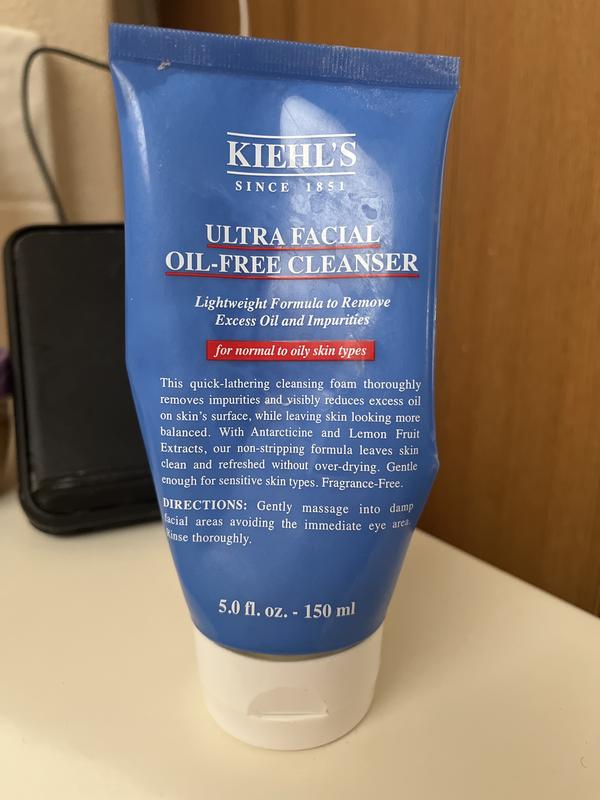 KIEHL'S
SINCE 1851
ULTRA FACIAL
OIL-FREE CLEANSER
Lightweight Formula to Remove
Excess Oil and Impurities
for normal to oily skin types
This quick-lathering cleansing foam thoroughly
removes impurities and visibly reduces excess oil
on skin's surface, while leaving skin looking more
balanced. With Antarcticine and Lemon Fruit
Extracts, our non-stripping formula leaves skin
clean and refreshed without over-drying. Gentle
enough for sensitive skin types. Fragrance-Free.
DIRECTIONS: Gently massage into damp
facial areas avoiding the immediate eye area.
Rinse thoroughly.
5.0 fl. oz. - 150 ml